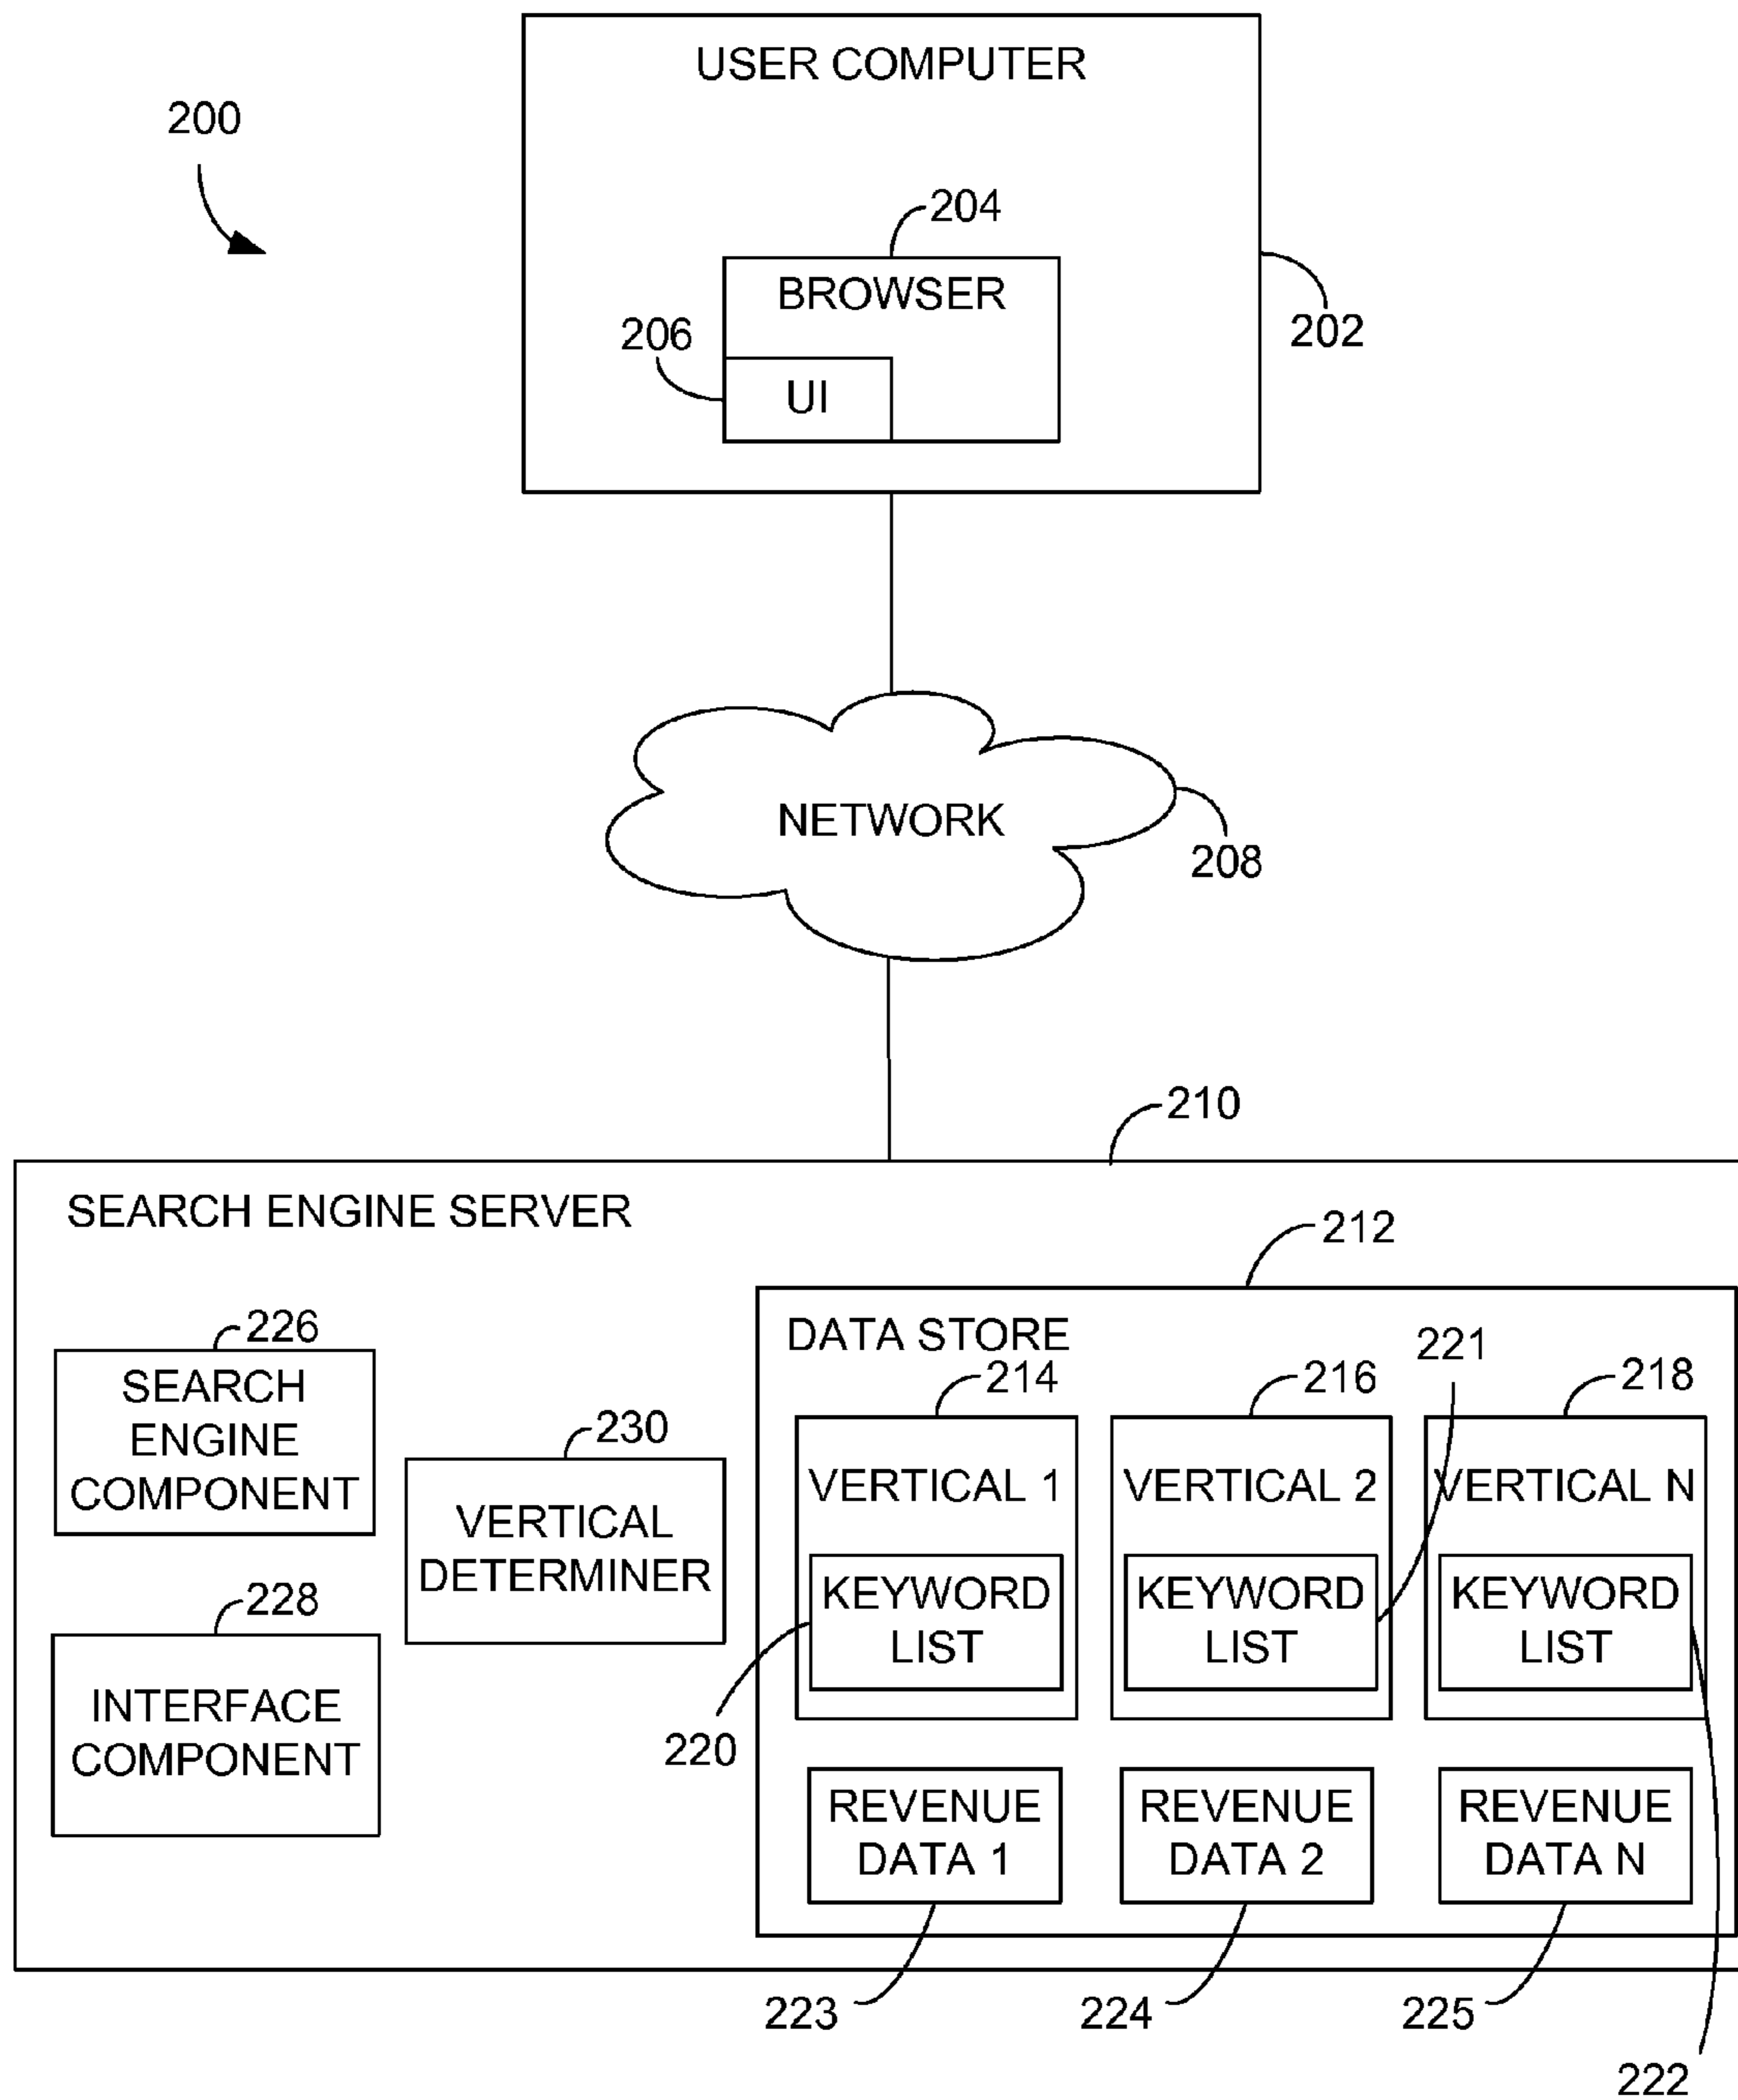 USER COMPUTER
200
204
BROWSER
206
202
UI
NETWORK
208
210
SEARCH ENGINE SERVER
212
226
DATA STORE
221
SEARCH
ENGINE
COMPONENT
214
216
218
230
VERTICAL
DETERMINER
VERTICAL 1
VERTICAL 2
VERTICAL N
KEYWORD
LIST
KEYWORD
LIST
KEYWORD
LIST
228
INTERFACE
COMPONENT
220
REVENUE
DATA 1
REVENUE
DATA 2
REVENUE
DATA N
223
224
225
222